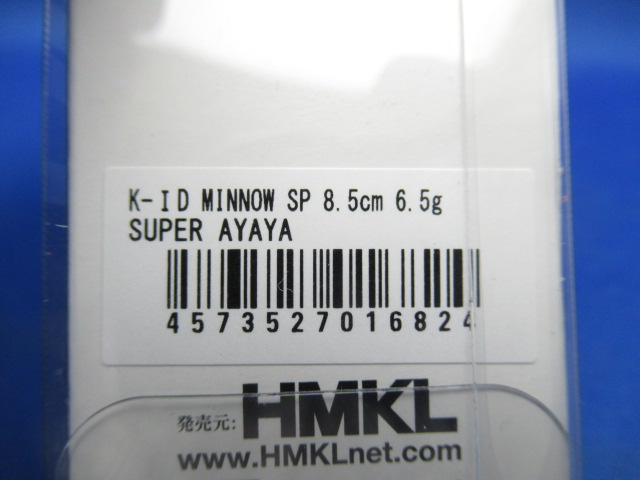 K-ID MINNOW SP 8.5cm 6.5g
SUPER AYAYA
4573527016824
発売元: HMKL
www.HMKLnet.com